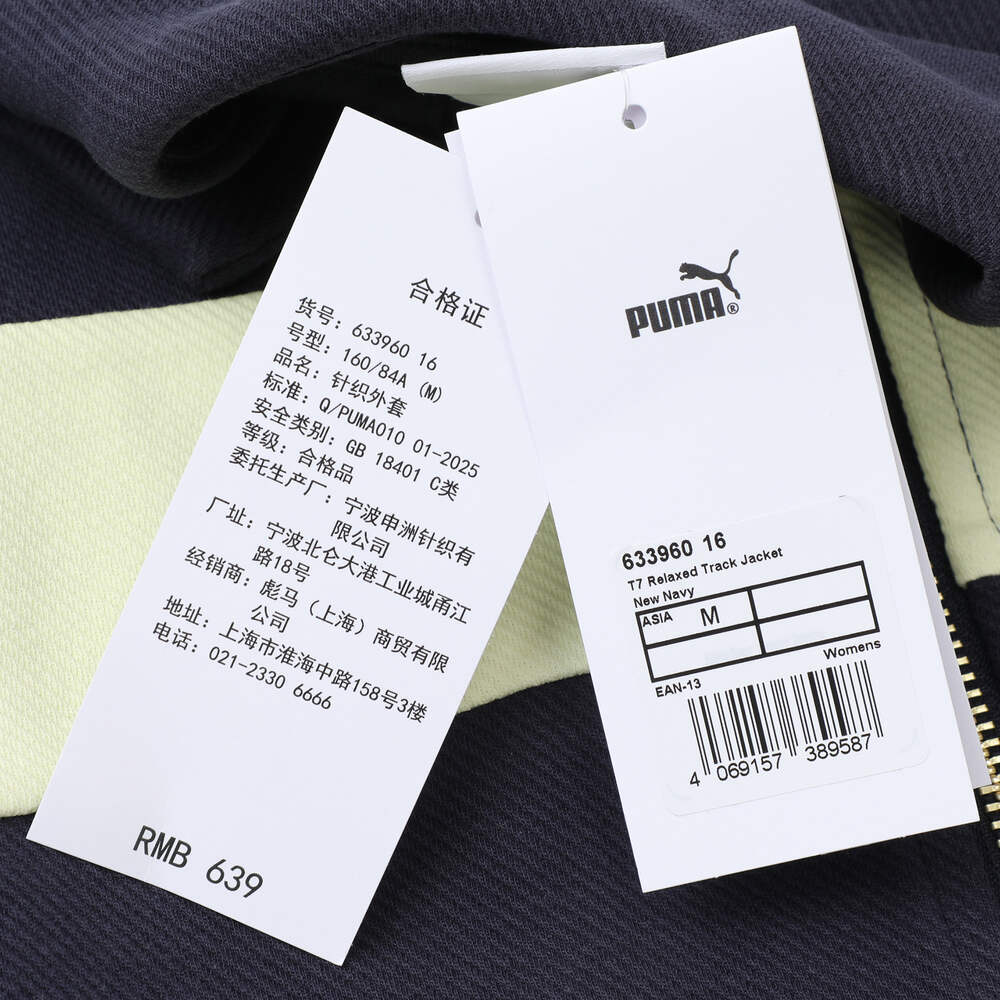 合格证
货号: 633960 16
号型: 160/84A (M)
品名: 针织外套
标准: Q/PUMA010 01-2025
安全类别: GB 18401 C类
等级: 合格品
委托生产厂: 宁波申洲针织有
限公司
厂址: 宁波北仑大港工业城甬江
路18号
经销商: 彪马（上海）商贸有限
公司
地址: 上海市淮海中路158号3楼
电话: 021-2330 6666
RMB 639
PUMA®
633960 16
T7 Relaxed Track Jacket
New Navy
ASIA M
Womens
EAN-13
4 069157 389587